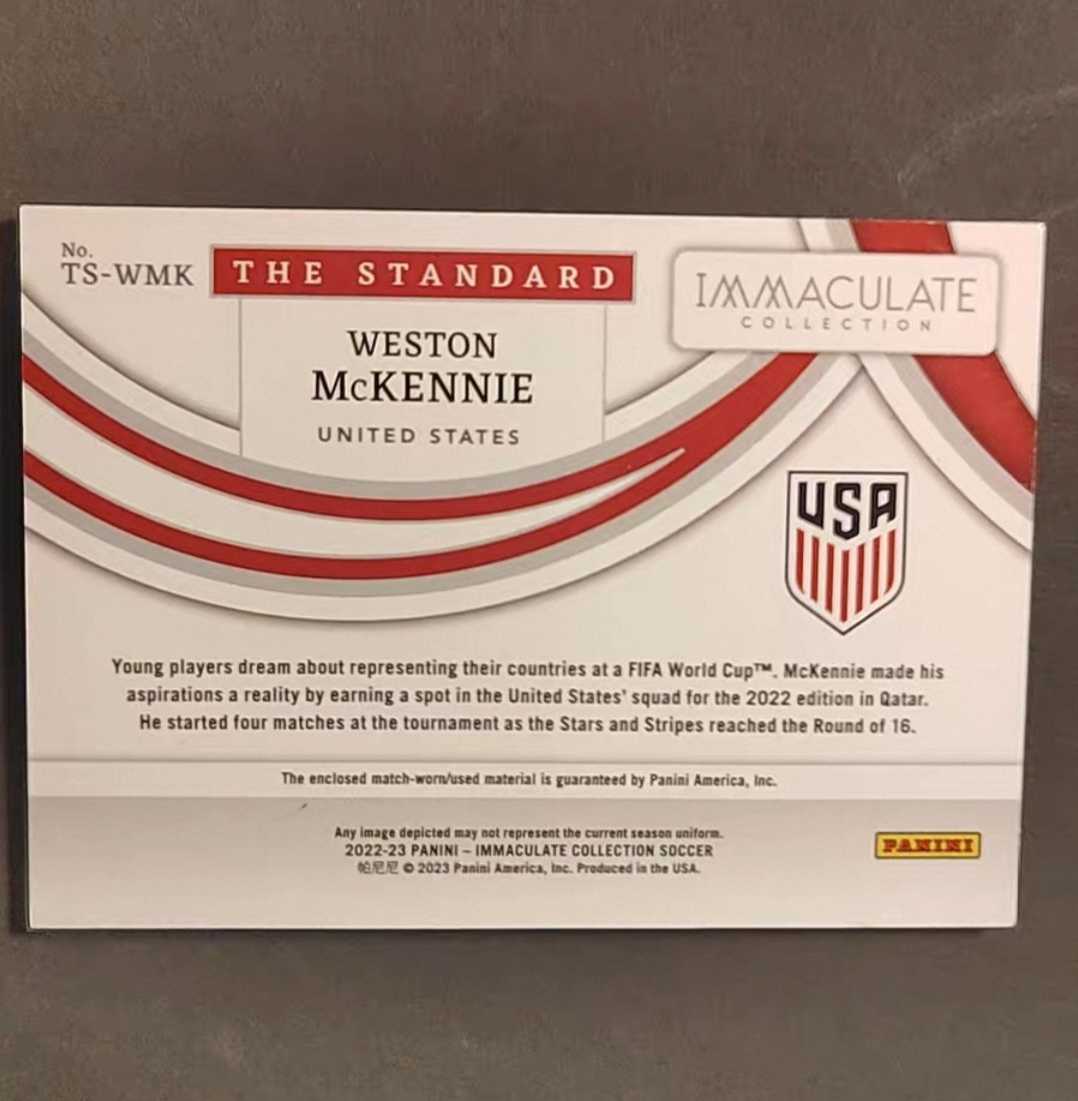 No.
TS-WMK
THE STANDARD
IMMACULATE
COLLECTION
WESTON
McKENNIE
UNITED STATES
USA
Young players dream about representing their countries at a FIFA World Cup™. McKennie made his
aspirations a reality by earning a spot in the United States' squad for the 2022 edition in Qatar.
He started four matches at the tournament as the Stars and Stripes reached the Round of 16.
The enclosed match-worn/used material is guaranteed by Panini America, Inc.
Any image depicted may not represent the current season uniform.
2022-23 PANINI – IMMACULATE COLLECTION SOCCER
帕尼尼 © 2023 Panini America, Inc. Produced in the USA.
PANINI